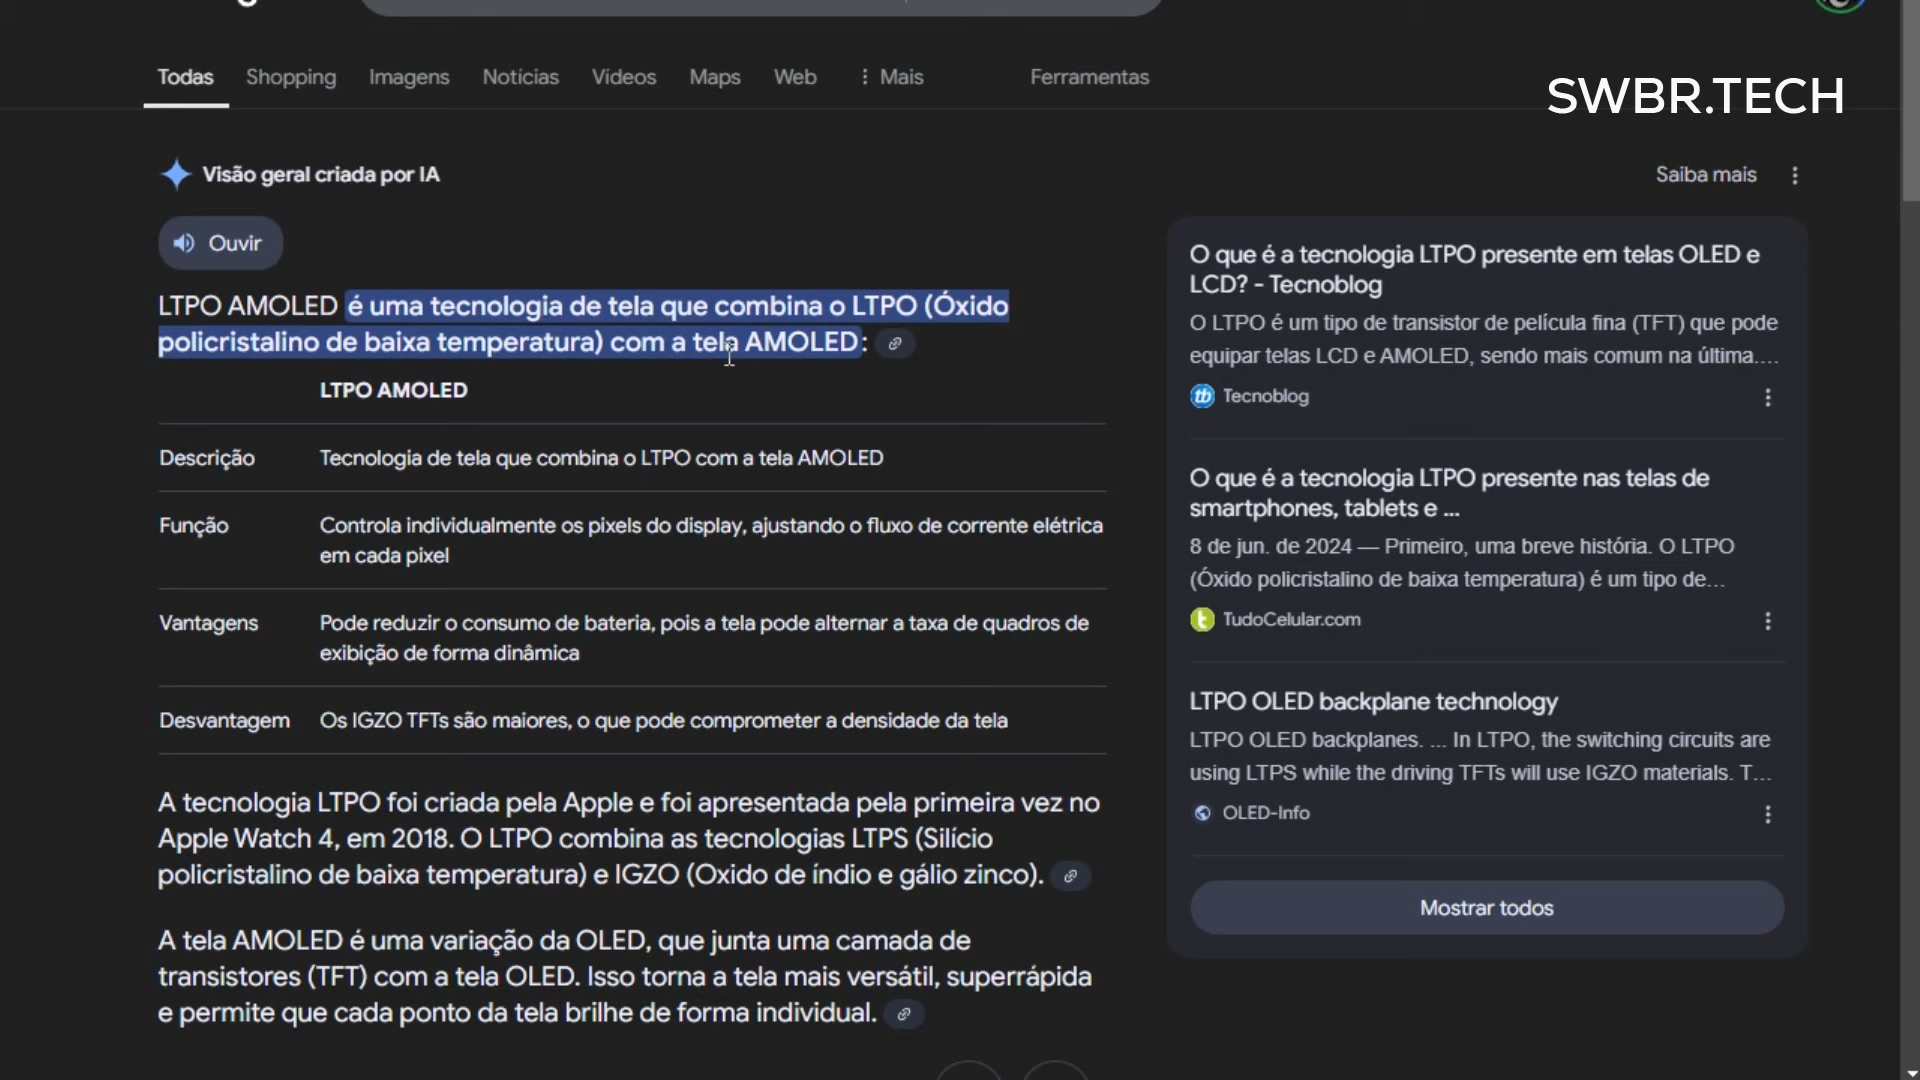 Todas Shopping Imagens Notícias Vídeos Maps Web Mais Ferramentas
SWBR.TECH
Visão geral criada por IA
Saiba mais
Ouvir
LTPO AMOLED é uma tecnologia de tela que combina o LTPO (Óxido
policristalino de baixa temperatura) com a tela AMOLED:
LTPO AMOLED
Descrição Tecnologia de tela que combina o LTPO com a tela AMOLED
Função Controla individualmente os pixels do display, ajustando o fluxo de corrente elétrica
em cada pixel
Vantagens Pode reduzir o consumo de bateria, pois a tela pode alternar a taxa de quadros de
exibição de forma dinâmica
Desvantagem Os IGZO TFTs são maiores, o que pode comprometer a densidade da tela
A tecnologia LTPO foi criada pela Apple e foi apresentada pela primeira vez no
Apple Watch 4, em 2018. O LTPO combina as tecnologias LTPS (Silício
policristalino de baixa temperatura) e IGZO (Oxido de índio e gálio zinco).
A tela AMOLED é uma variação da OLED, que junta uma camada de
transistores (TFT) com a tela OLED. Isso torna a tela mais versátil, superrápida
e permite que cada ponto da tela brilhe de forma individual.
O que é a tecnologia LTPO presente em telas OLED e
LCD? - Tecnoblog
O LTPO é um tipo de transistor de película fina (TFT) que pode
equipar telas LCD e AMOLED, sendo mais comum na última....
tb Tecnoblog
O que é a tecnologia LTPO presente nas telas de
smartphones, tablets e ...
8 de jun. de 2024 — Primeiro, uma breve história. O LTPO
(Óxido policristalino de baixa temperatura) é um tipo de...
t TudoCelular.com
LTPO OLED backplane technology
LTPO OLED backplanes. ... In LTPO, the switching circuits are
using LTPS while the driving TFTs will use IGZO materials. T...
OLED-Info
Mostrar todos